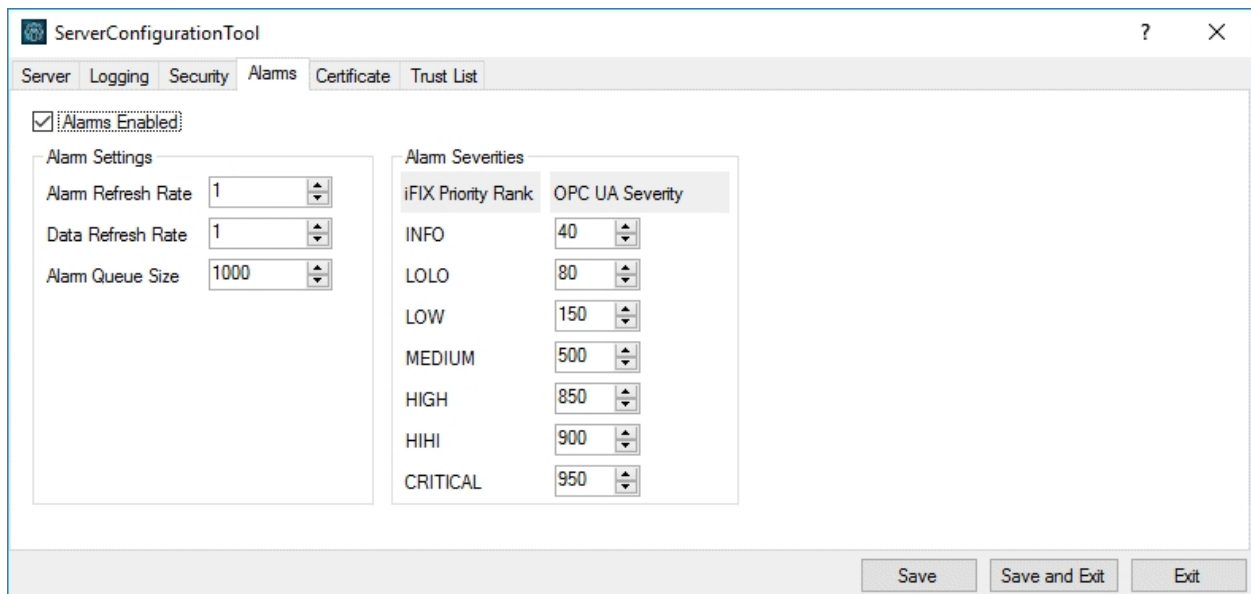 ServerConfigurationTool ?
Server Logging Security Alarms Certificate Trust List
Alarms Enabled
Alarm Settings
Alarm Refresh Rate 1
Data Refresh Rate 1
Alarm Queue Size 1000
Alarm Severities
iFIX Priority Rank OPC UA Severity
INFO 40
LOLO 80
LOW 150
MEDIUM 500
HIGH 850
HIHI 900
CRITICAL 950
Save Save and Exit Exit